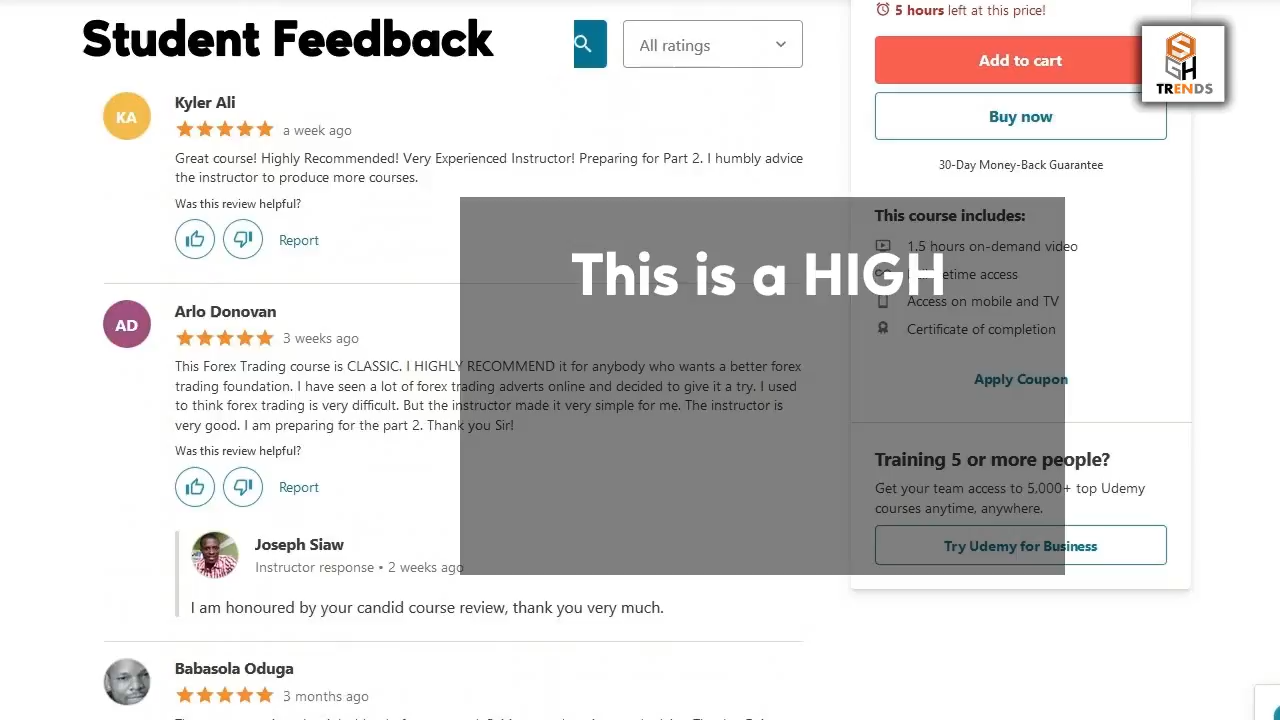 Student Feedback
All ratings
KA
Kyler Ali
a week ago
Great course! Highly Recommended! Very Experienced Instructor! Preparing for Part 2. I humbly advice
the instructor to produce more courses.
Was this review helpful?
Report
AD
Arlo Donovan
3 weeks ago
This Forex Trading course is CLASSIC. I HIGHLY RECOMMEND it for anybody who wants a better forex
trading foundation. I have seen a lot of forex trading adverts online and decided to give it a try. I used
to think forex trading is very difficult. But the instructor made it very simple for me. The instructor is
very good. I am preparing for the part 2. Thank you Sir!
Was this review helpful?
Report
Joseph Siaw
Instructor response • 2 weeks ago
I am honoured by your candid course review, thank you very much.
Babasola Oduga
3 months ago
This is a HIGH
5 hours left at this price!
Add to cart
Buy now
30-Day Money-Back Guarantee
This course includes:
1.5 hours on-demand video
access
Access on mobile and TV
Certificate of completion
Apply Coupon
Training 5 or more people?
Get your team access to 5,000+ top Udemy
courses anytime, anywhere.
Try Udemy for Business
SGH
TRENDS